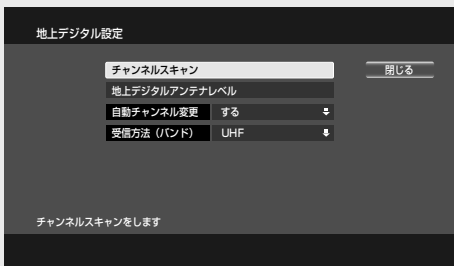 地上デジタル設定
チャンネルスキャン
閉じる
地上デジタルアンテナレベル
自動チャンネル変更 する
受信方法（バンド） UHF
チャンネルスキャンをします